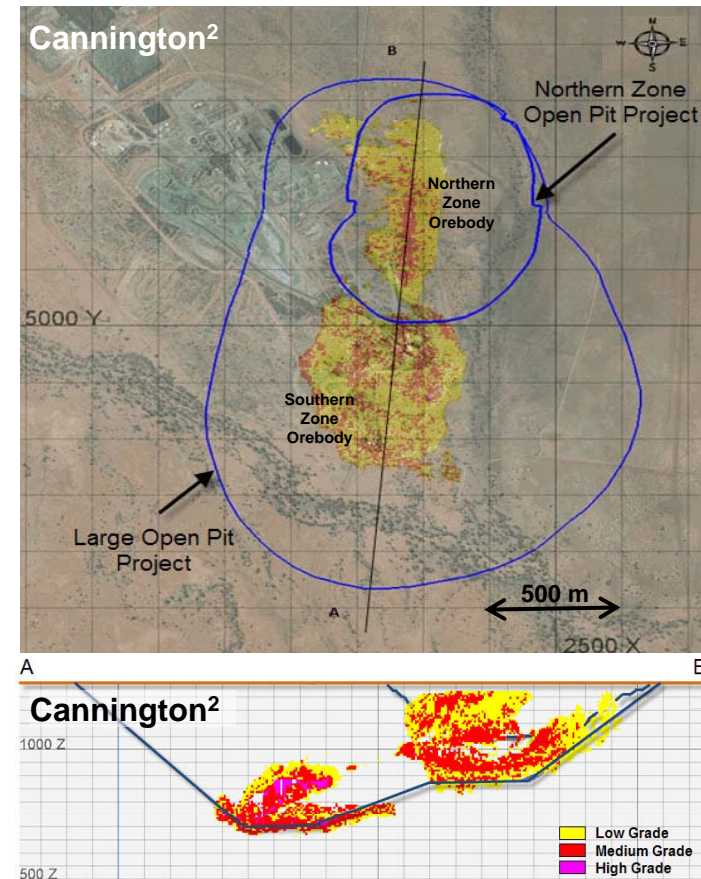 Cannington²
B
N
W E
S
Northern Zone
Open Pit Project
Northern
Zone
Orebody
5000 Y
Southern
Zone
Orebody
Large Open Pit
Project
500 m
A
2500 X
A B
Cannington²
1000 Z
Low Grade
Medium Grade
High Grade
500 Z